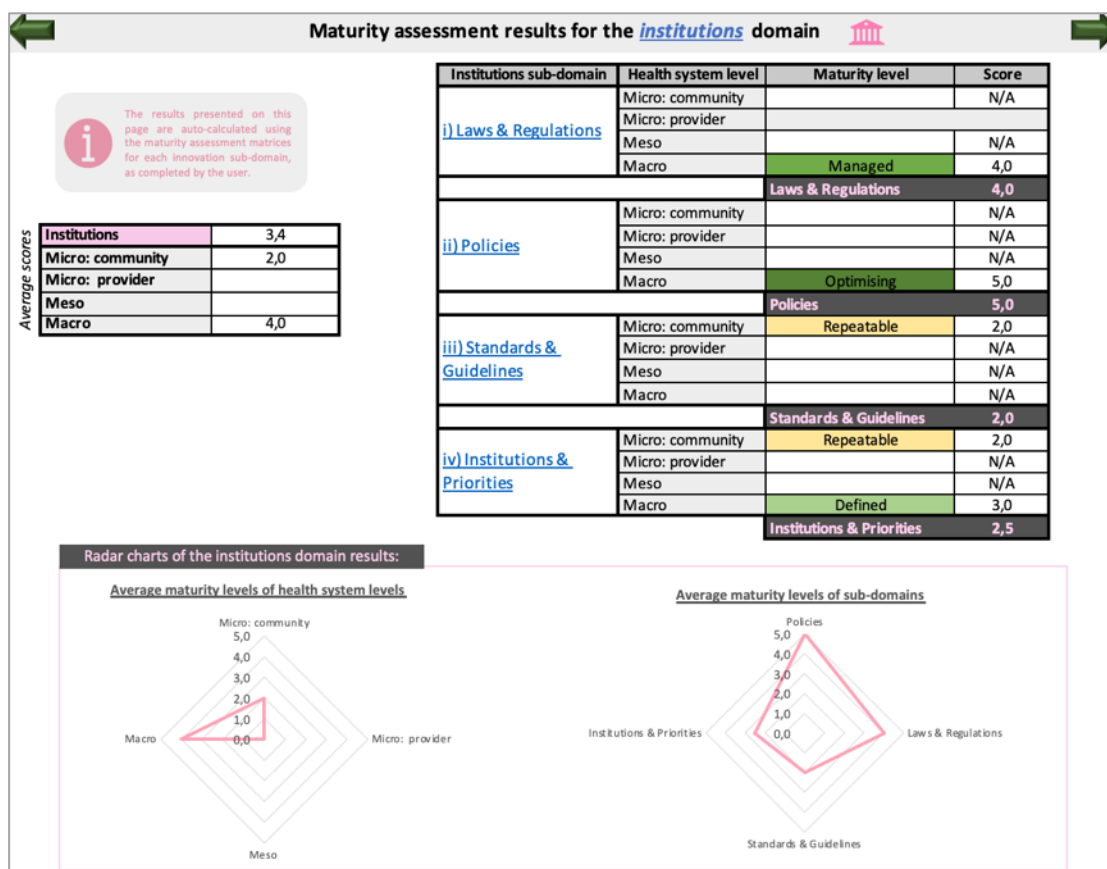 Maturity assessment results for the institutions domain
The results presented on this
page are auto-calculated using
the maturity assessment matrices
for each innovation sub-domain,
as completed by the user.
Average scores
Institutions 3,4
Micro: community 2,0
Micro: provider
Meso
Macro 4,0
Institutions sub-domain Health system level Maturity level Score
i) Laws & Regulations
Micro: community N/A
Micro: provider
Meso N/A
Macro Managed 4,0
Laws & Regulations 4,0
ii) Policies
Micro: community N/A
Micro: provider N/A
Meso N/A
Macro Optimising 5,0
Policies 5,0
iii) Standards &
Guidelines
Micro: community Repeatable 2,0
Micro: provider N/A
Meso N/A
Macro N/A
Standards & Guidelines 2,0
iv) Institutions &
Priorities
Micro: community Repeatable 2,0
Micro: provider N/A
Meso N/A
Macro Defined 3,0
Institutions & Priorities 2,5
Radar charts of the institutions domain results:
Average maturity levels of health system levels
Micro: community
5,0
4,0
3,0
2,0
1,0
0,0
Macro
Micro: provider
Meso
Average maturity levels of sub-domains
Policies
5,0
4,0
3,0
2,0
1,0
0,0
Institutions & Priorities
Laws & Regulations
Standards & Guidelines